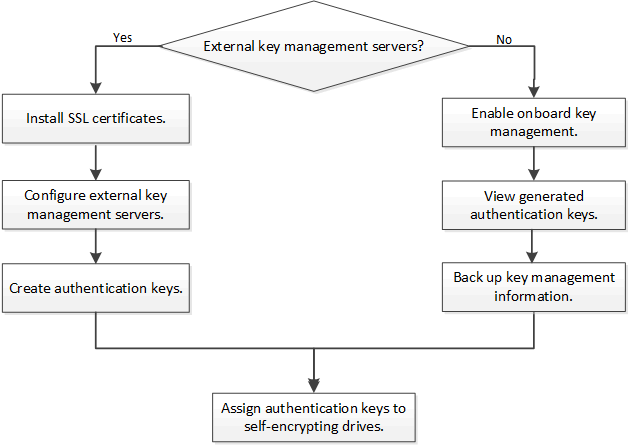 External key management servers?
Yes
No
Install SSL certificates.
Configure external key
management servers.
Create authentication keys.
Enable onboard key
management.
View generated
authentication keys.
Back up key management
information.
Assign authentication keys to
self-encrypting drives.